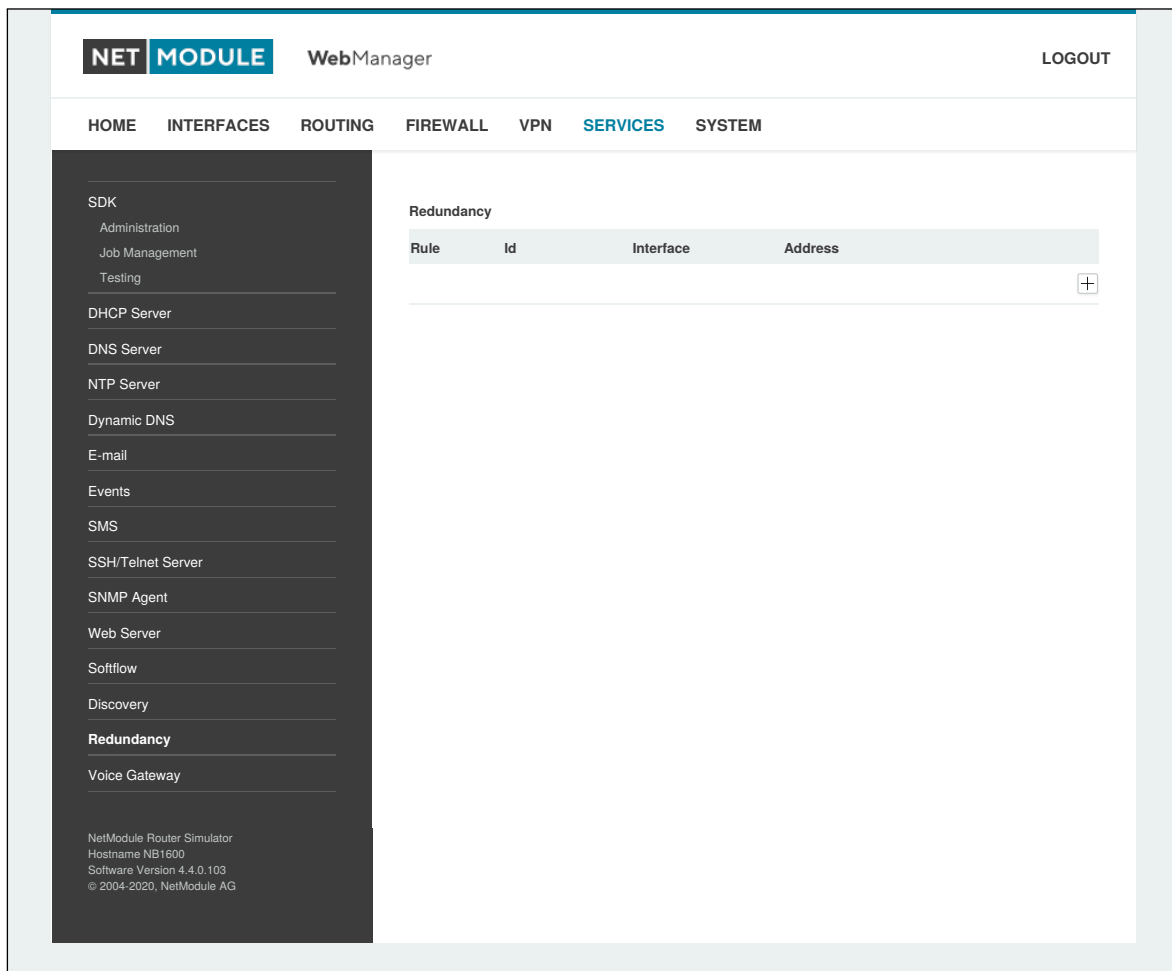 NET MODULE WebManager LOGOUT
HOME INTERFACES ROUTING FIREWALL VPN SERVICES SYSTEM
SDK
Administration
Job Management
Testing
DHCP Server
DNS Server
NTP Server
Dynamic DNS
E-mail
Events
SMS
SSH/Telnet Server
SNMP Agent
Web Server
Softflow
Discovery
Redundancy
Voice Gateway
NetModule Router Simulator
Hostname NB1600
Software Version 4.4.0.103
© 2004-2020, NetModule AG
Redundancy
Rule Id Interface Address